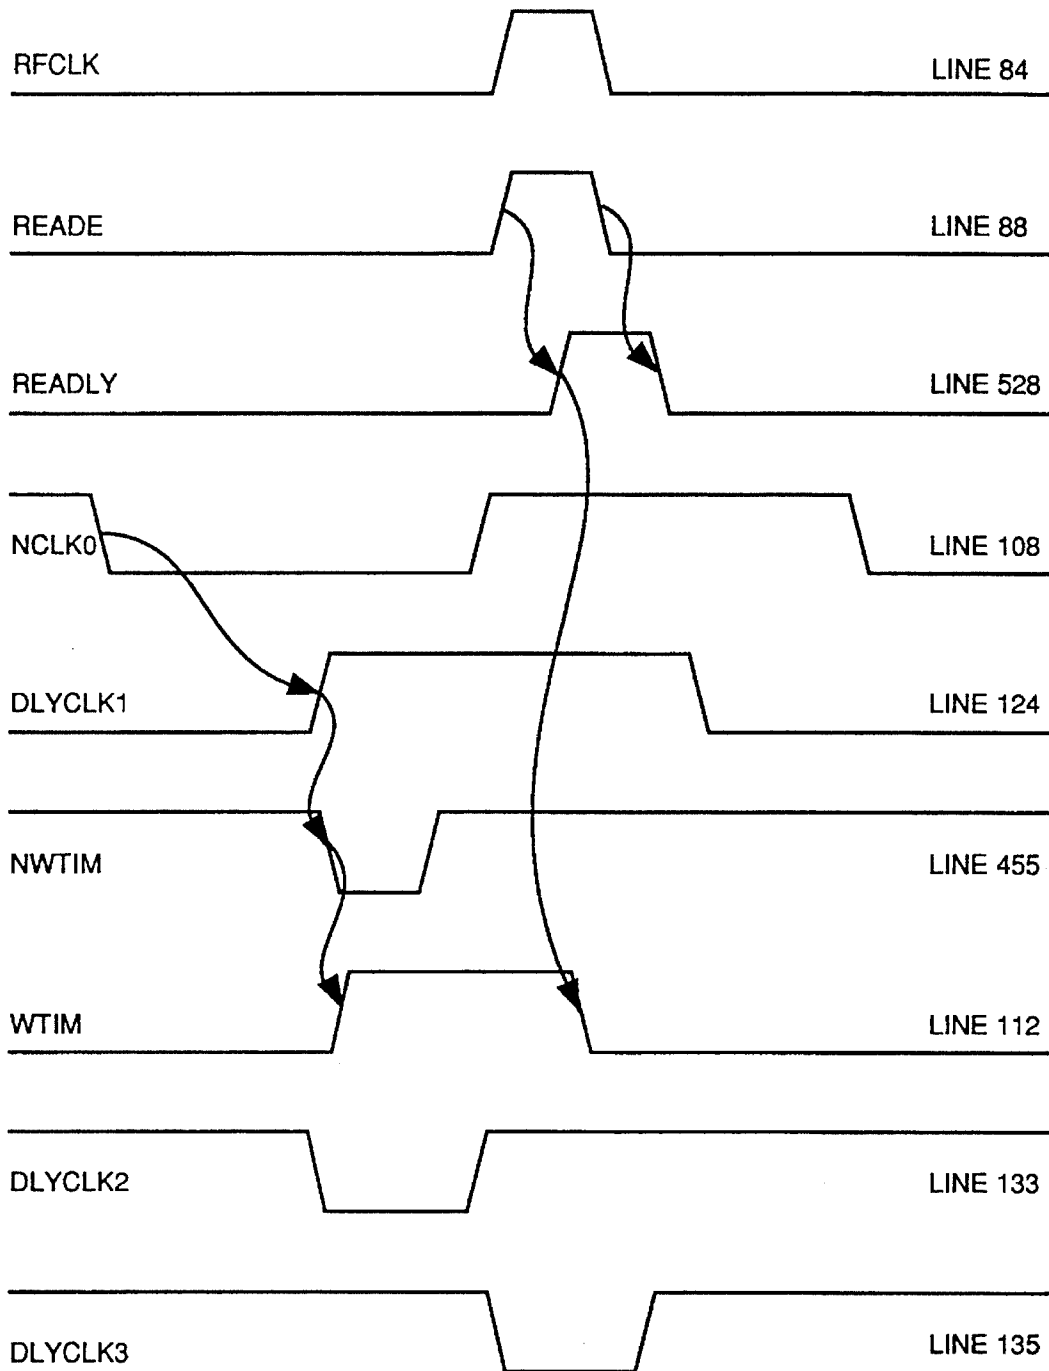 RFCLK LINE 84
READE LINE 88
READLY LINE 528
NCLK0 LINE 108
DLYCLK1 LINE 124
NWTIM LINE 455
WTIM LINE 112
DLYCLK2 LINE 133
DLYCLK3 LINE 135